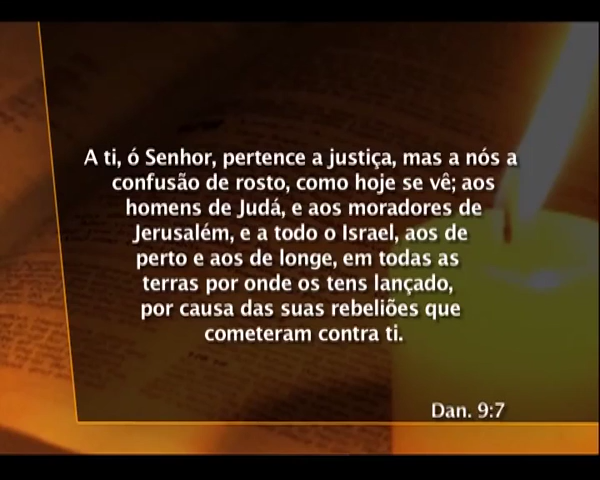 A ti, ó Senhor, pertence a justiça, mas a nós a
confusão de rosto, como hoje se vê; aos
homens de Judá, e aos moradores de
Jerusalém, e a todo o Israel, aos de
perto e aos de longe, em todas as
terras por onde os tens lançado,
por causa das suas rebeliões que
cometeram contra ti.
Dan. 9:7